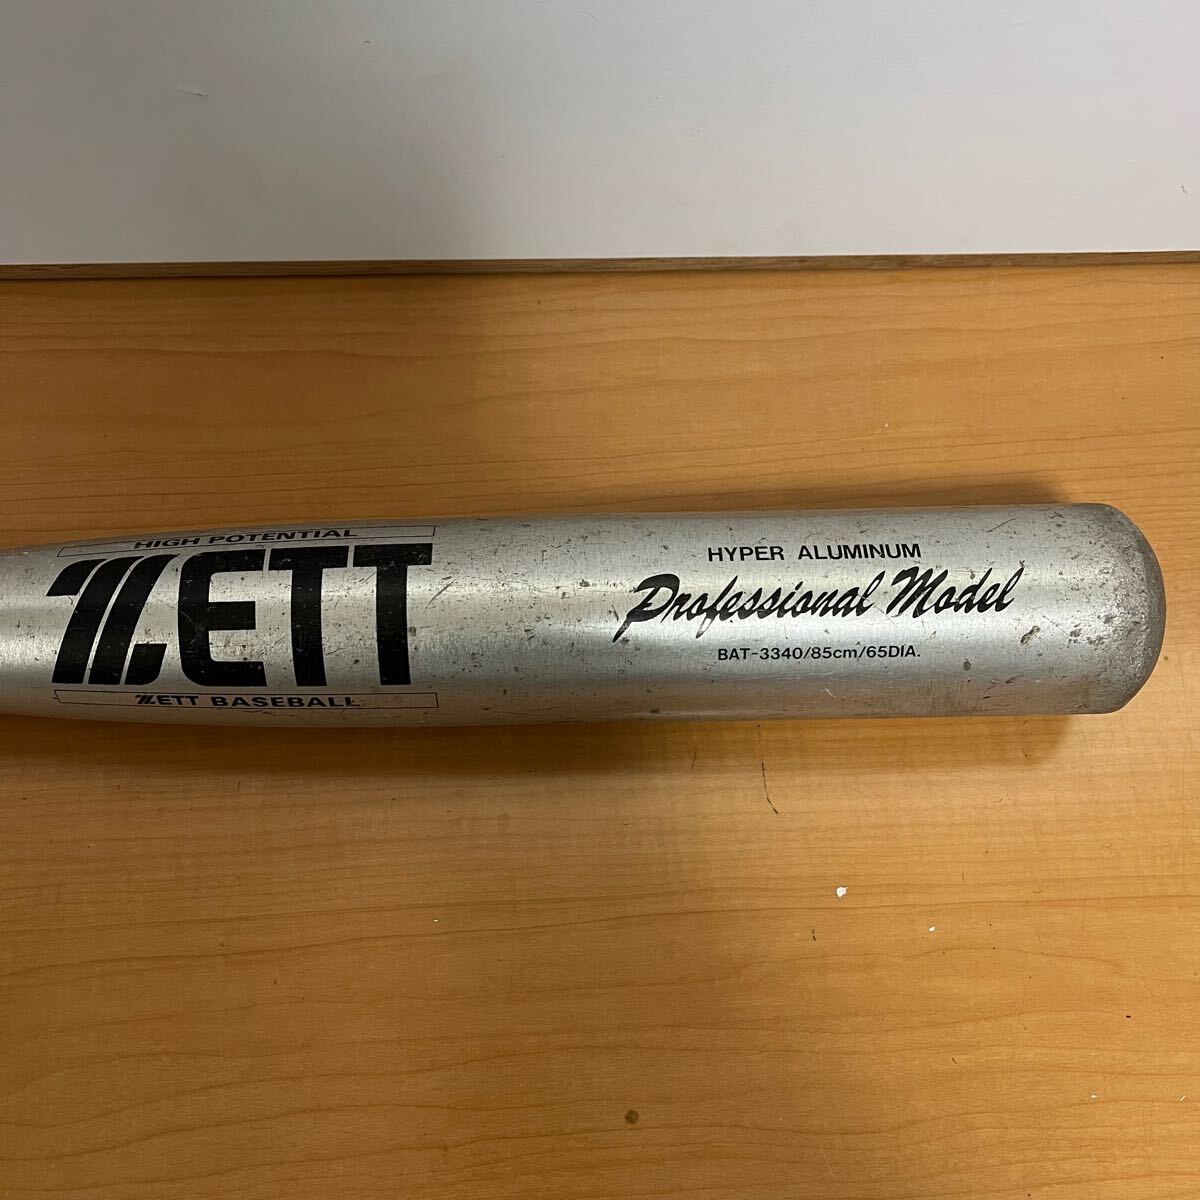 HIGH POTENTIAL
ZETT
ZETT BASEBALL
HYPER ALUMINUM
Professional Model
BAT-3340/85cm/65DIA.